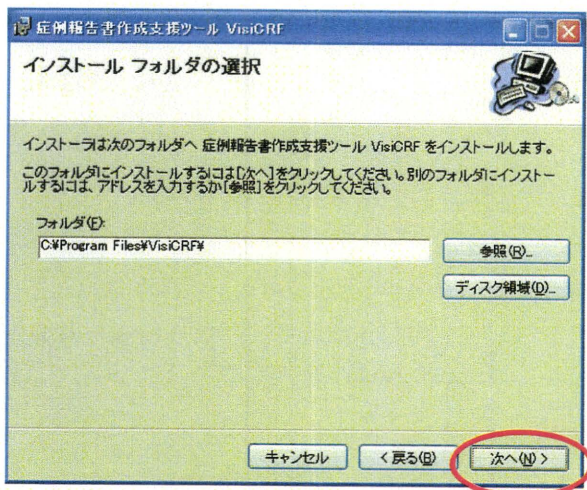 症例報告書作成支援ツール VisiCRF
インストール フォルダの選択
インストーラは次のフォルダへ 症例報告書作成支援ツール VisiCRF をインストールします。
このフォルダにインストールするには[次へ]をクリックしてください。別のフォルダにインストー
ルするには、アドレスを入力するか[参照]をクリックしてください。
フォルダ(F):
C:¥Program Files¥VisiCRF¥
参照(R)...
ディスク領域(D)...
キャンセル
< 戻る(B)
次へ(N) >